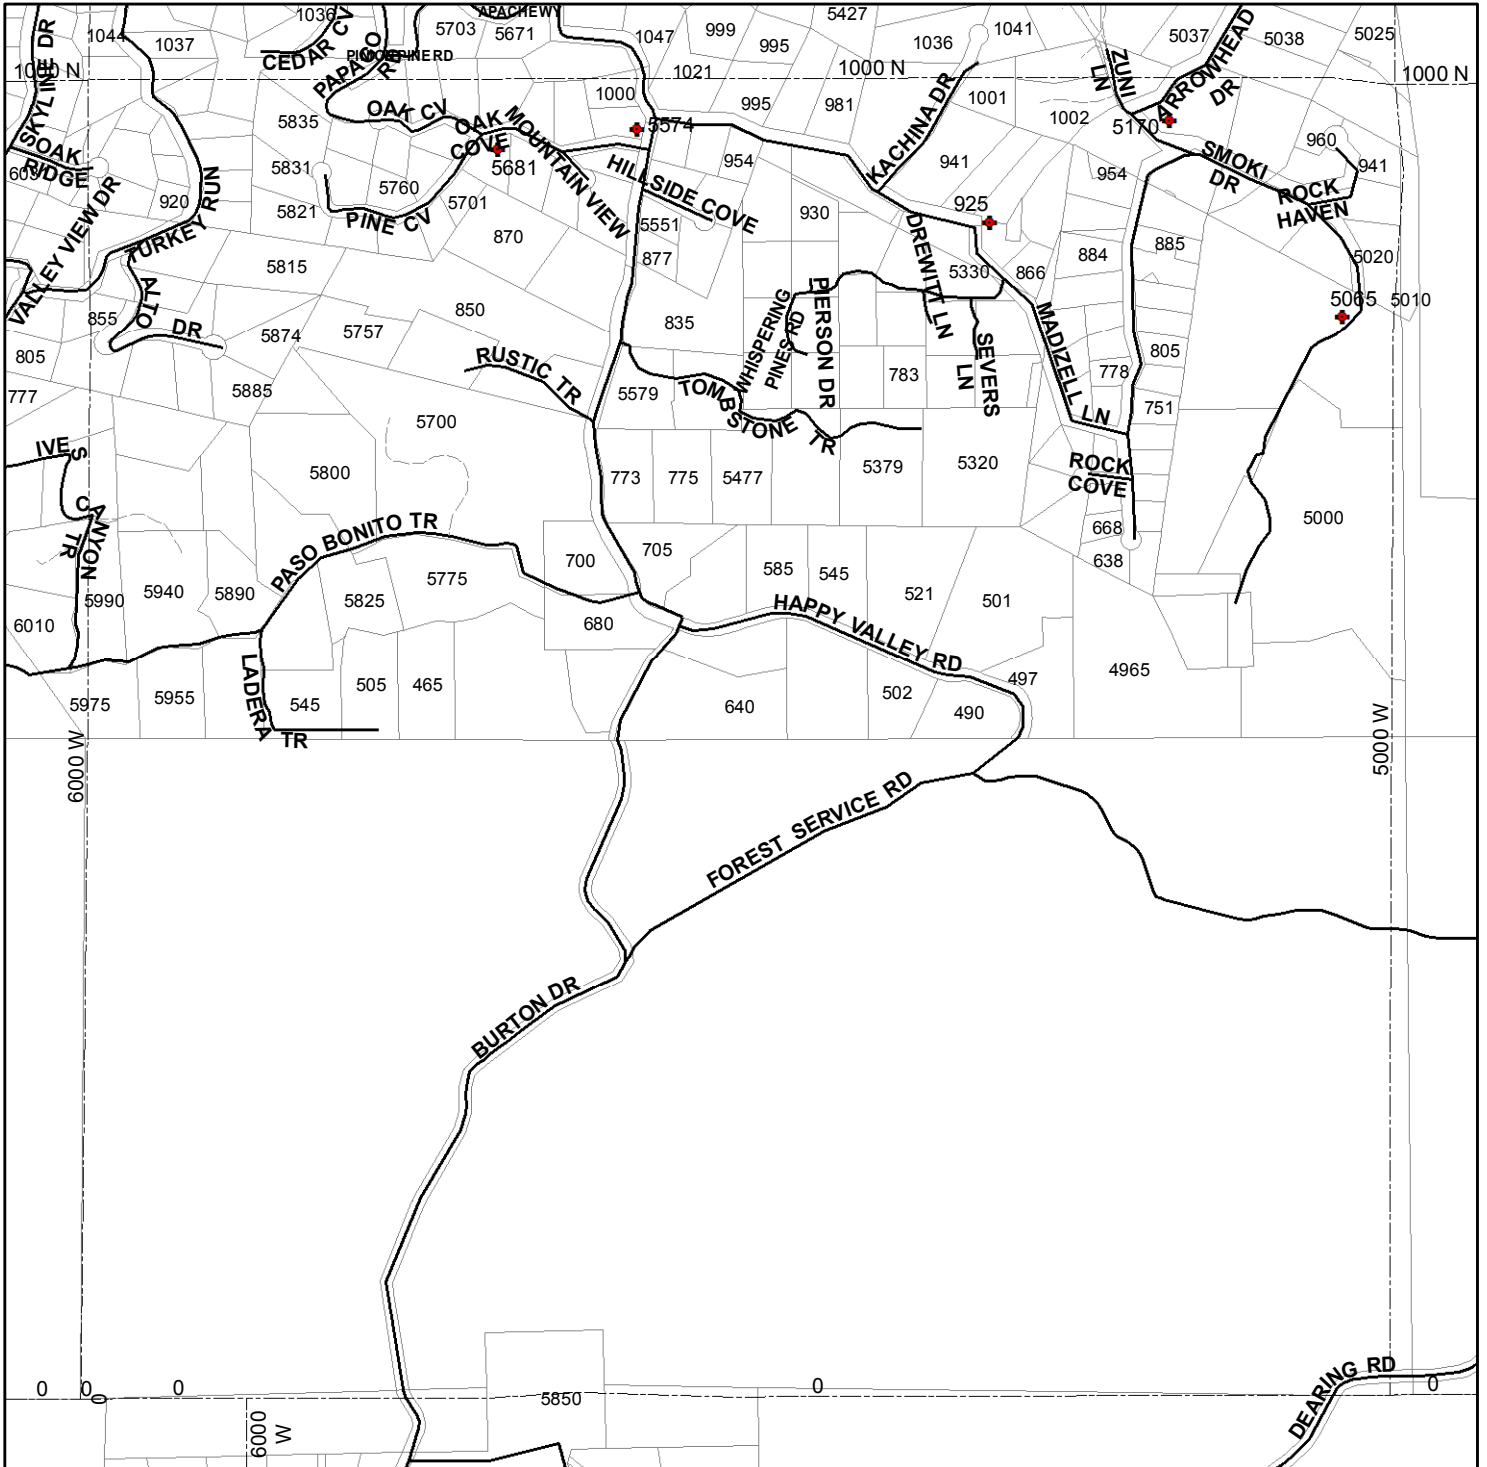 1036
5703
APACHE WY
5671
1047
999
995
5427
1036
1041
5037
5038
5025
1044
1037
CEDAR CV
PAPAGO RD
1021
1000 N
SKYLINE DR
1000 N
1000 N
KACHINA DR
ZUNI LN
ARROWHEAD DR
1000
995
981
1001
1002
5835
OAK CV
OAK COVE
MOUNTAIN VIEW
5574
5170
960
SOAK RIDGE
5831
5760
5681
HILLSIDE COVE
954
941
954
SMOKI DR
ROCK HAVEN
941
VALLEY VIEW DR
920
TURKEY RUN
5821
PINE CV
5701
870
5551
930
925
DREWITT LN
884
885
5020
877
5815
5330
866
855
ALTO DR
5874
5757
850
835
WHISPERING PINES RD
PIERSON DR
SEVERS LN
MADIZELL LN
5065
5010
805
5885
RUSTIC TR
5579
TOMBSTONE TR
783
778
805
777
5700
751
IVES CANYON TR
5800
773
775
5477
5379
5320
ROCK COVE
668
638
5000
PASO BONITO TR
700
705
585
545
521
501
5990
5940
5890
5825
5775
6010
680
HAPPY VALLEY RD
4965
LADERA TR
5975
5955
545
505
465
640
502
497
490
6000 W
5000 W
FOREST SERVICE RD
BURTON DR
DEARING RD
0
0
0
0
0
0
5850
6000 W